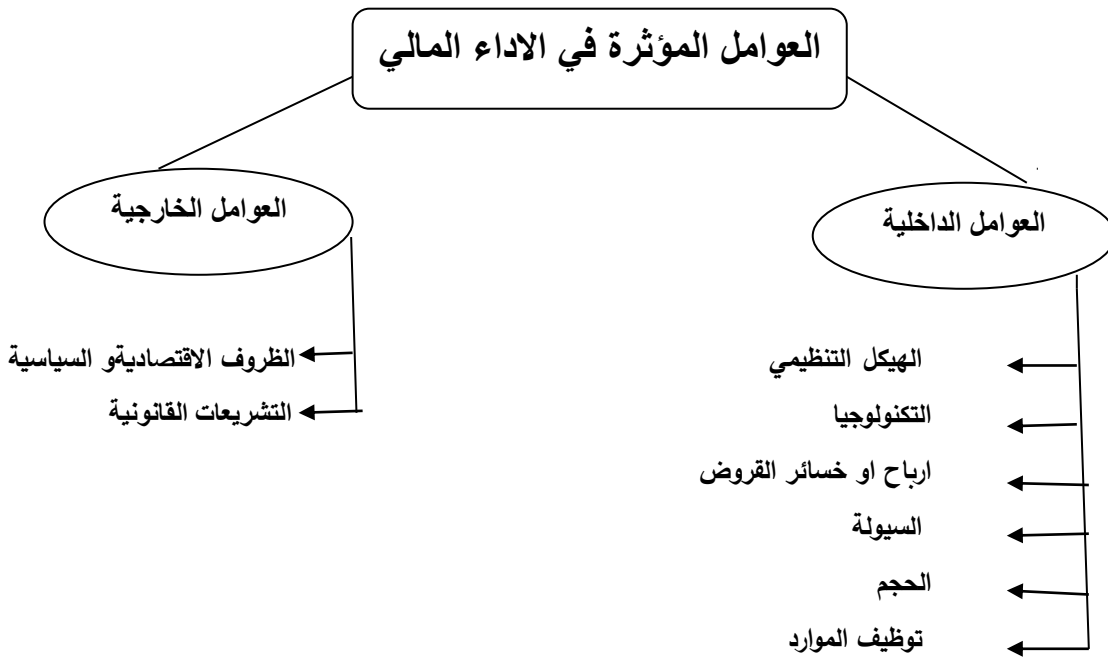 العوامل المؤثرة في الاداء المالي
العوامل الداخلية
الهيكل التنظيمي
التكنولوجيا
ارباح او خسائر القروض
السيولة
الحجم
توظيف الموارد
العوامل الخارجية
الظروف الاقتصاديةو السياسية
التشريعات القانونية